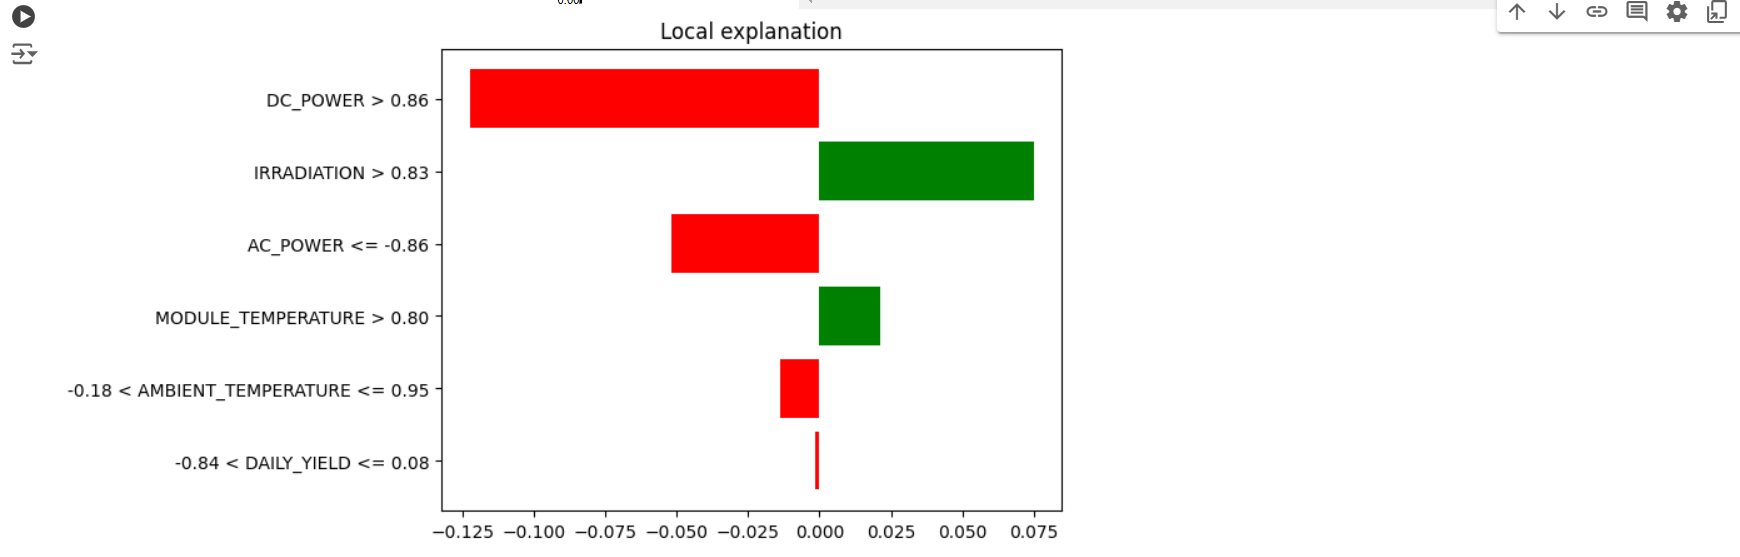 0.00
Local explanation
DC_POWER > 0.86
IRRADIATION > 0.83
AC_POWER <= -0.86
MODULE_TEMPERATURE > 0.80
-0.18 < AMBIENT_TEMPERATURE <= 0.95
-0.84 < DAILY_YIELD <= 0.08
−0.125 −0.100 −0.075 −0.050 −0.025 0.000 0.025 0.050 0.075